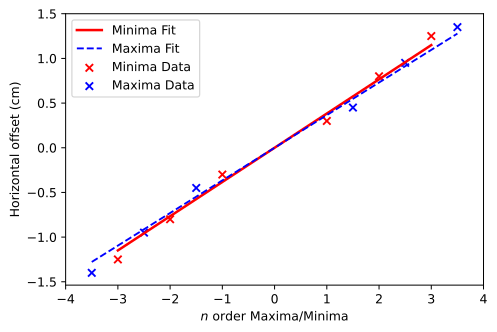 1.5
1.0
0.5
0.0
−0.5
−1.0
−1.5
Horizontal offset (cm)
Minima Fit
Maxima Fit
Minima Data
Maxima Data
−4 −3 −2 −1 0 1 2 3 4
n order Maxima/Minima